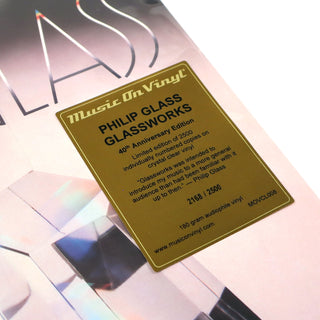 GLASS
Music On Vinyl
PHILIP GLASS
GLASSWORKS
40th Anniversary Edition
Limited edition of 2500
individually numbered copies on
crystal clear vinyl
"Glassworks was intended to
introduce my music to a more general
audience than had been familiar with it
up to then" — Philip Glass
2168 / 2500
180 gram audiophile vinyl
www.musiconvinyl.com
MOVCL008